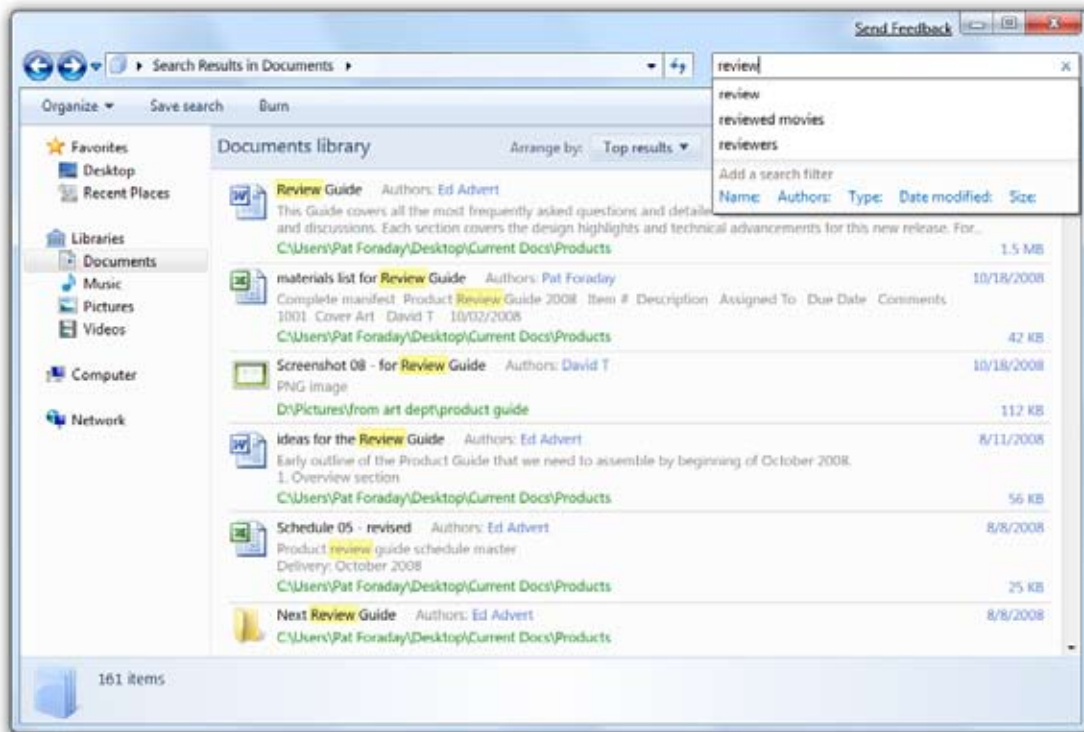 Send Feedback
Search Results in Documents
review
Organize Save search Burn
review
reviewed movies
reviewers
Add a search filter
Name: Authors: Type: Date modified: Size:
Favorites
Desktop
Recent Places
Libraries
Documents
Music
Pictures
Videos
Computer
Network
Documents library
Arrange by: Top results
Review Guide Authors: Ed Advert
This Guide covers all the most frequently asked questions and detaile
and discussions. Each section covers the design highlights and technical advancements for this new release. For...
C:\Users\Pat Foraday\Desktop\Current Docs\Products 1.5 MB
materials list for Review Guide Authors: Pat Foraday 10/18/2008
Complete manifest Product Review Guide 2008 Item # Description Assigned To Due Date Comments
1001 Cover Art David T 10/02/2008
C:\Users\Pat Foraday\Desktop\Current Docs\Products 42 KB
Screenshot 08 - for Review Guide Authors: David T 10/18/2008
PNG image
D:\Pictures\from art dept\product guide 112 KB
ideas for the Review Guide Authors: Ed Advert 8/11/2008
Early outline of the Product Guide that we need to assemble by beginning of October 2008.
1. Overview section
C:\Users\Pat Foraday\Desktop\Current Docs\Products 56 KB
Schedule 05 - revised Authors: Ed Advert 8/8/2008
Product review guide schedule master
Delivery: October 2008
C:\Users\Pat Foraday\Desktop\Current Docs\Products 25 KB
Next Review Guide Authors: Ed Advert 8/8/2008
C:\Users\Pat Foraday\Desktop\Current Docs\Products
161 items